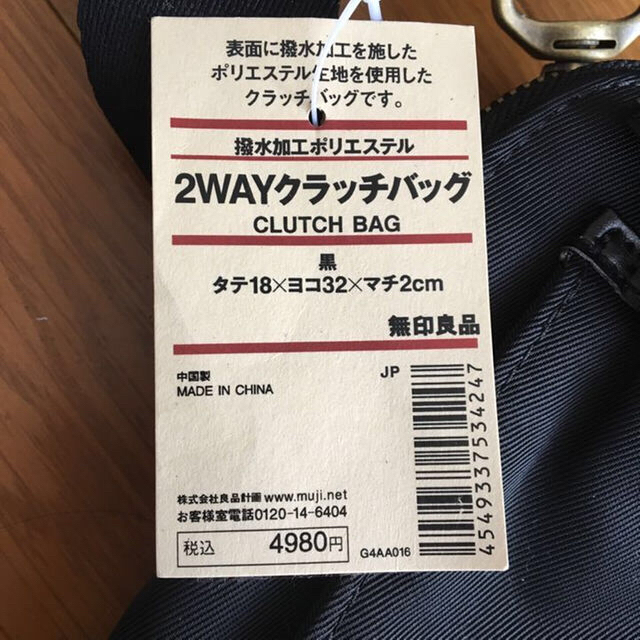 表面に撥水加工を施した
ポリエステル生地を使用した
クラッチバッグです。
撥水加工ポリエステル
2WAYクラッチバッグ
CLUTCH BAG
黒
タテ18×ヨコ32×マチ2cm
無印良品
中国製
MADE IN CHINA
JP
4549337534247
株式会社良品計画 www.muji.net
お客様室電話0120-14-6404
税込 4980円
G4AA016